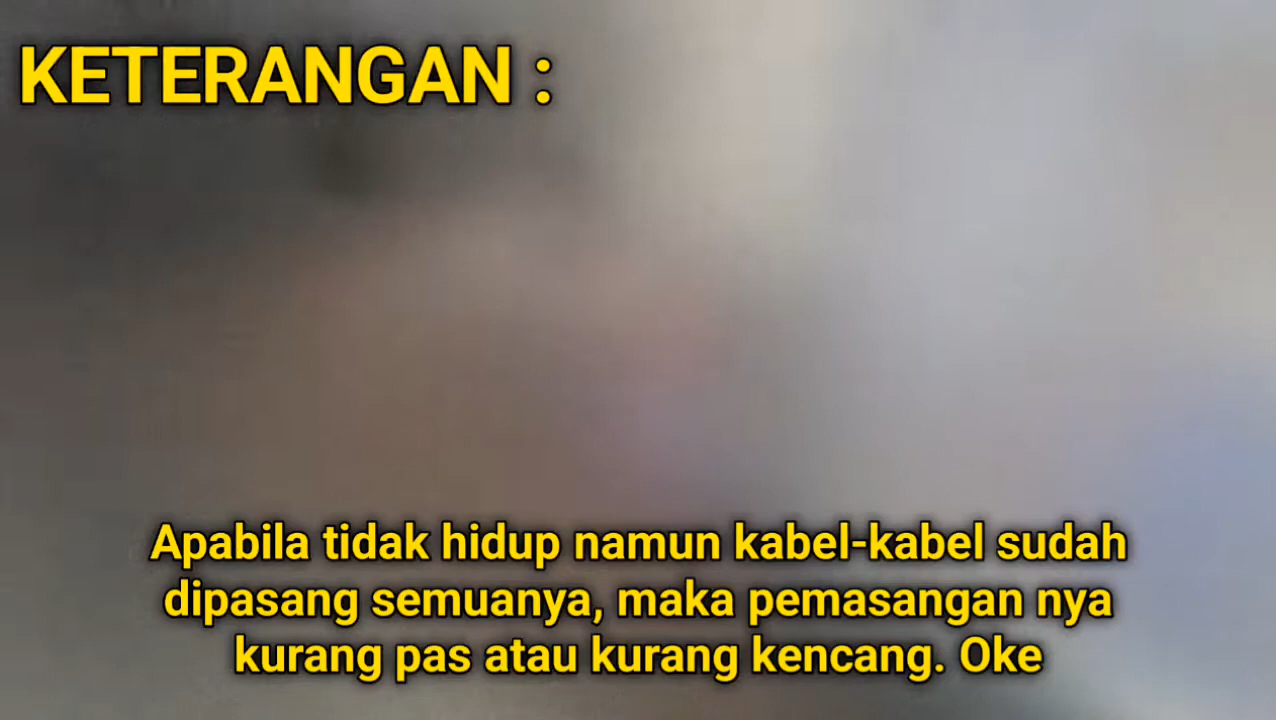 KETERANGAN :
Apabila tidak hidup namun kabel-kabel sudah
dipasang semuanya, maka pemasangan nya
kurang pas atau kurang kencang. Oke